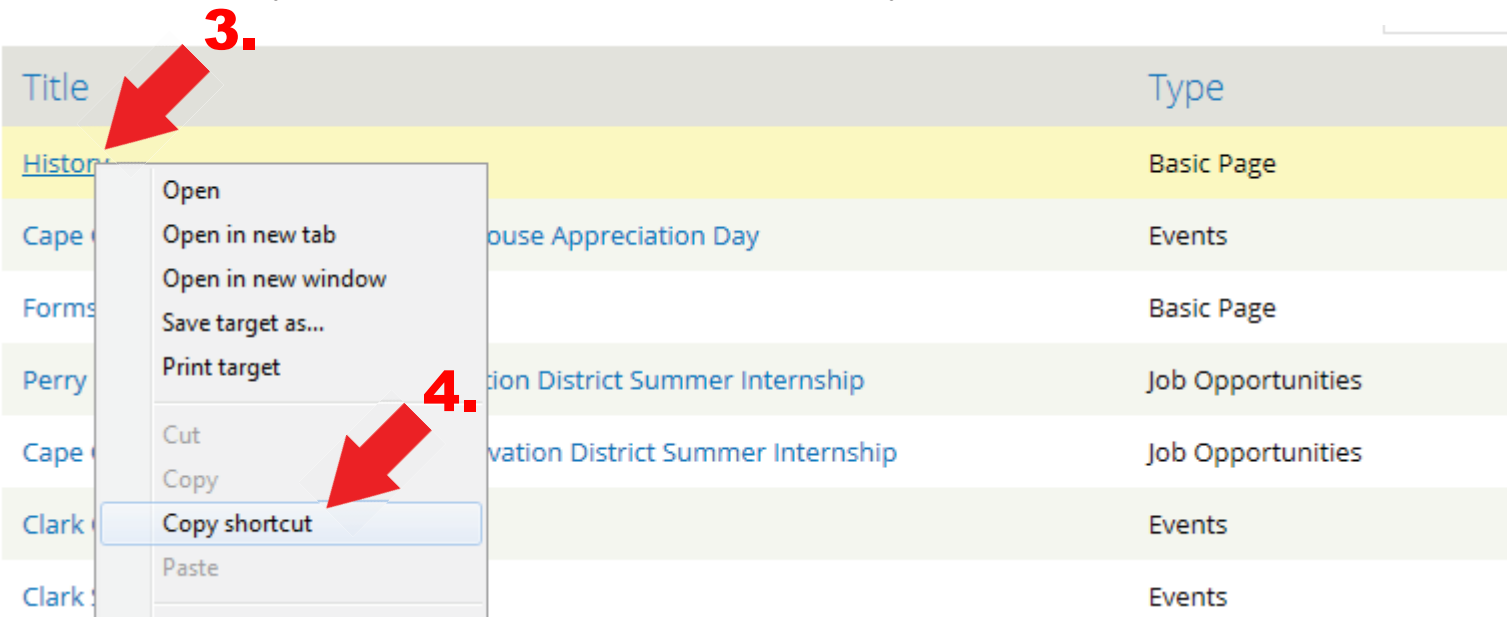 3.
Title Type
History Basic Page
Open
Cape ouse Appreciation Day Events
Open in new tab
Open in new window
Forms Basic Page
Save target as...
Print target
Perry tion District Summer Internship Job Opportunities
4.
Cut
Cape vation District Summer Internship Job Opportunities
Copy
Clark Events
Copy shortcut
Paste
Clark Events